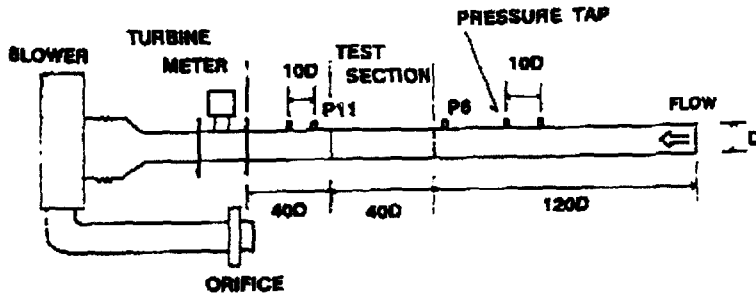 PRESSURE TAP
TURBINE
METER
TEST
SECTION
BLOWER
10D
10D
P11
P6
FLOW
D
40D
40D
120D
ORIFICE